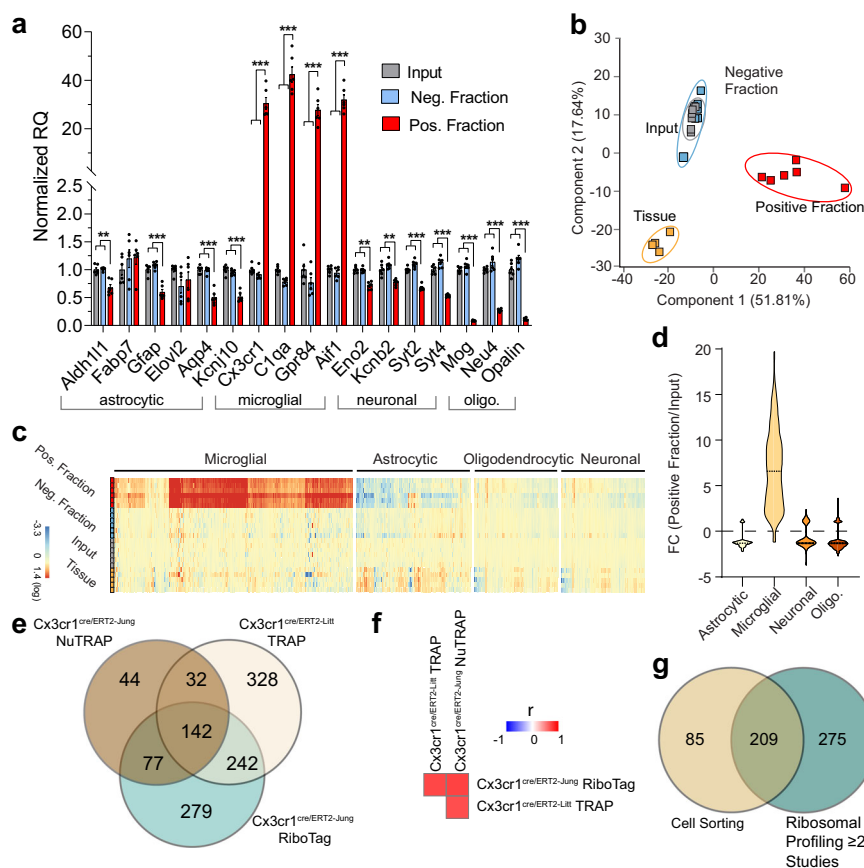 a
Normalized RQ
60
40
20
2.5
2.0
1.5
1.0
0.5
0.0
Input
Neg. Fraction
Pos. Fraction
** *** *** *** *** *** *** *** ** ** *** *** *** *** ***
Aldh1l1 Fabp7 Gfap Elovl2 Aqp4 Kcnj10 Cx3cr1 C1qa Gpr84 Aif1 Eno2 Kcnb2 Syt2 Syt4 Mog Neu4 Opalin
astrocytic microglial neuronal oligo.
b
Component 2 (17.64%)
30
20
10
0
-10
-20
-30
Negative
Fraction
Input
Tissue
Positive Fraction
-40 -20 0 20 40 60
Component 1 (51.81%)
c
Microglial Astrocytic Oligodendrocytic Neuronal
Pos. Fraction
Neg. Fraction
Input
Tissue
-3.3
0
1.4 (log)
d
FC (Positive Fraction/Input)
20
15
10
5
0
-5
Astrocytic Microglial Neuronal Oligo.
e
Cx3cr1cre/ERT2-Jung
NuTRAP
Cx3cr1cre/ERT2-Litt
TRAP
44 32 328
142
77 242
279
Cx3cr1cre/ERT2-Jung
RiboTag
f
Cx3cr1cre/ERT2-Litt TRAP
Cx3cr1cre/ERT2-Jung NuTRAP
r
-1 0 1
Cx3cr1cre/ERT2-Jung RiboTag
Cx3cr1cre/ERT2-Litt TRAP
g
85 209 275
Cell Sorting
Ribosomal
Profiling ≥2
Studies